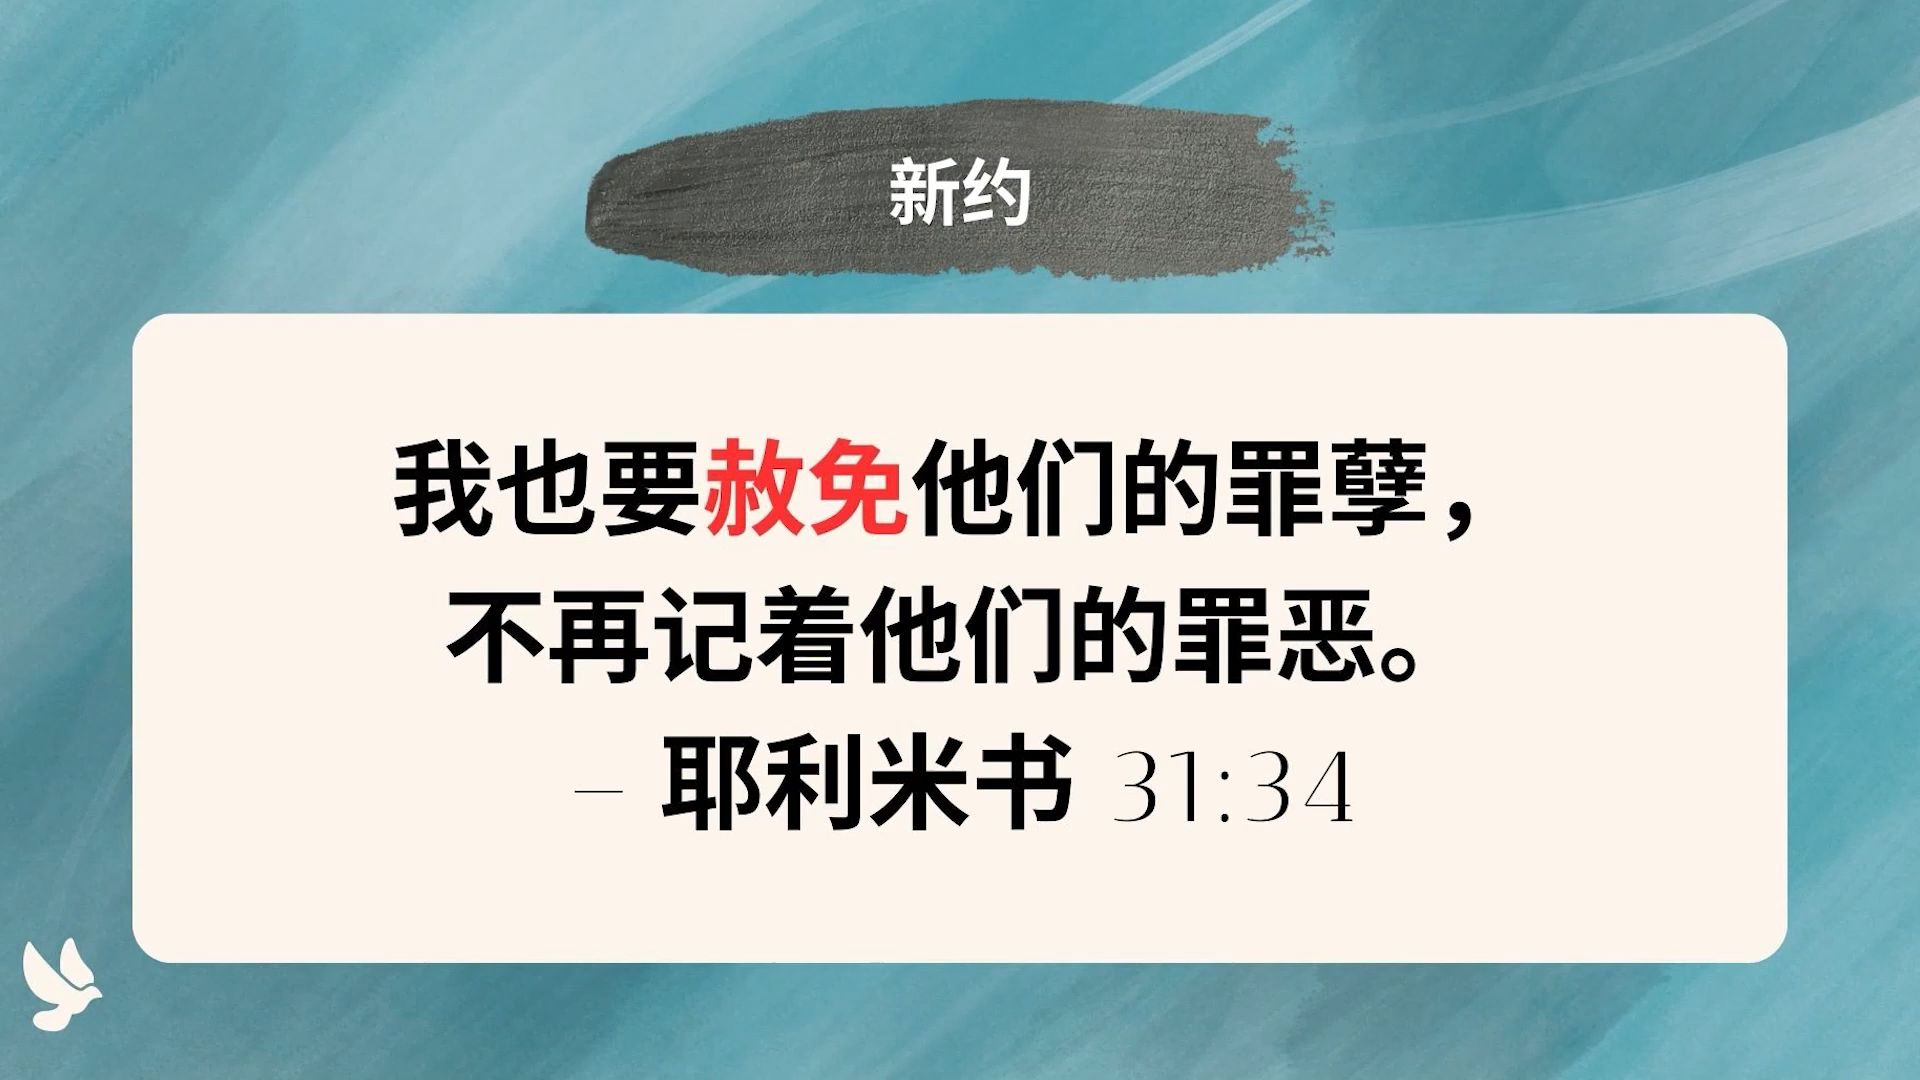 新约
我也要赦免他们的罪孽，
不再记着他们的罪恶。
– 耶利米书 31:34